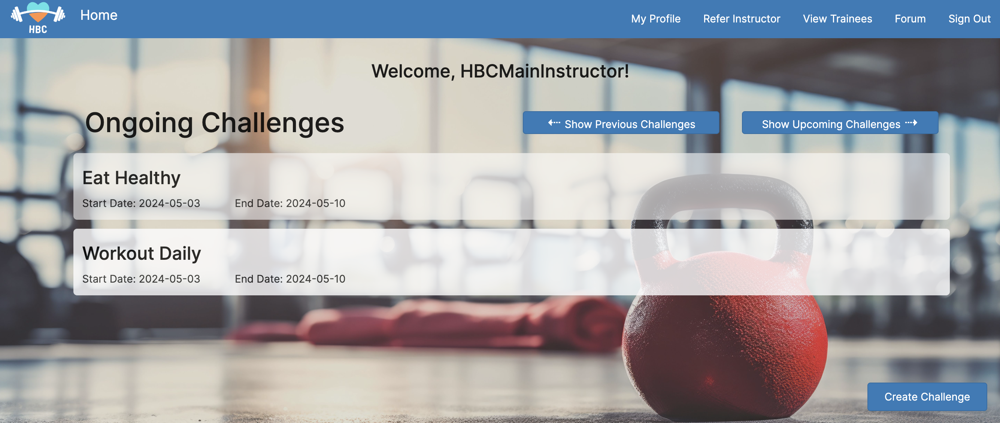 HBC
Home
My Profile
Refer Instructor
View Trainees
Forum
Sign Out
Welcome, HBCMainInstructor!
Ongoing Challenges
Show Previous Challenges
Show Upcoming Challenges
Eat Healthy
Start Date: 2024-05-03
End Date: 2024-05-10
Workout Daily
Start Date: 2024-05-03
End Date: 2024-05-10
Create Challenge